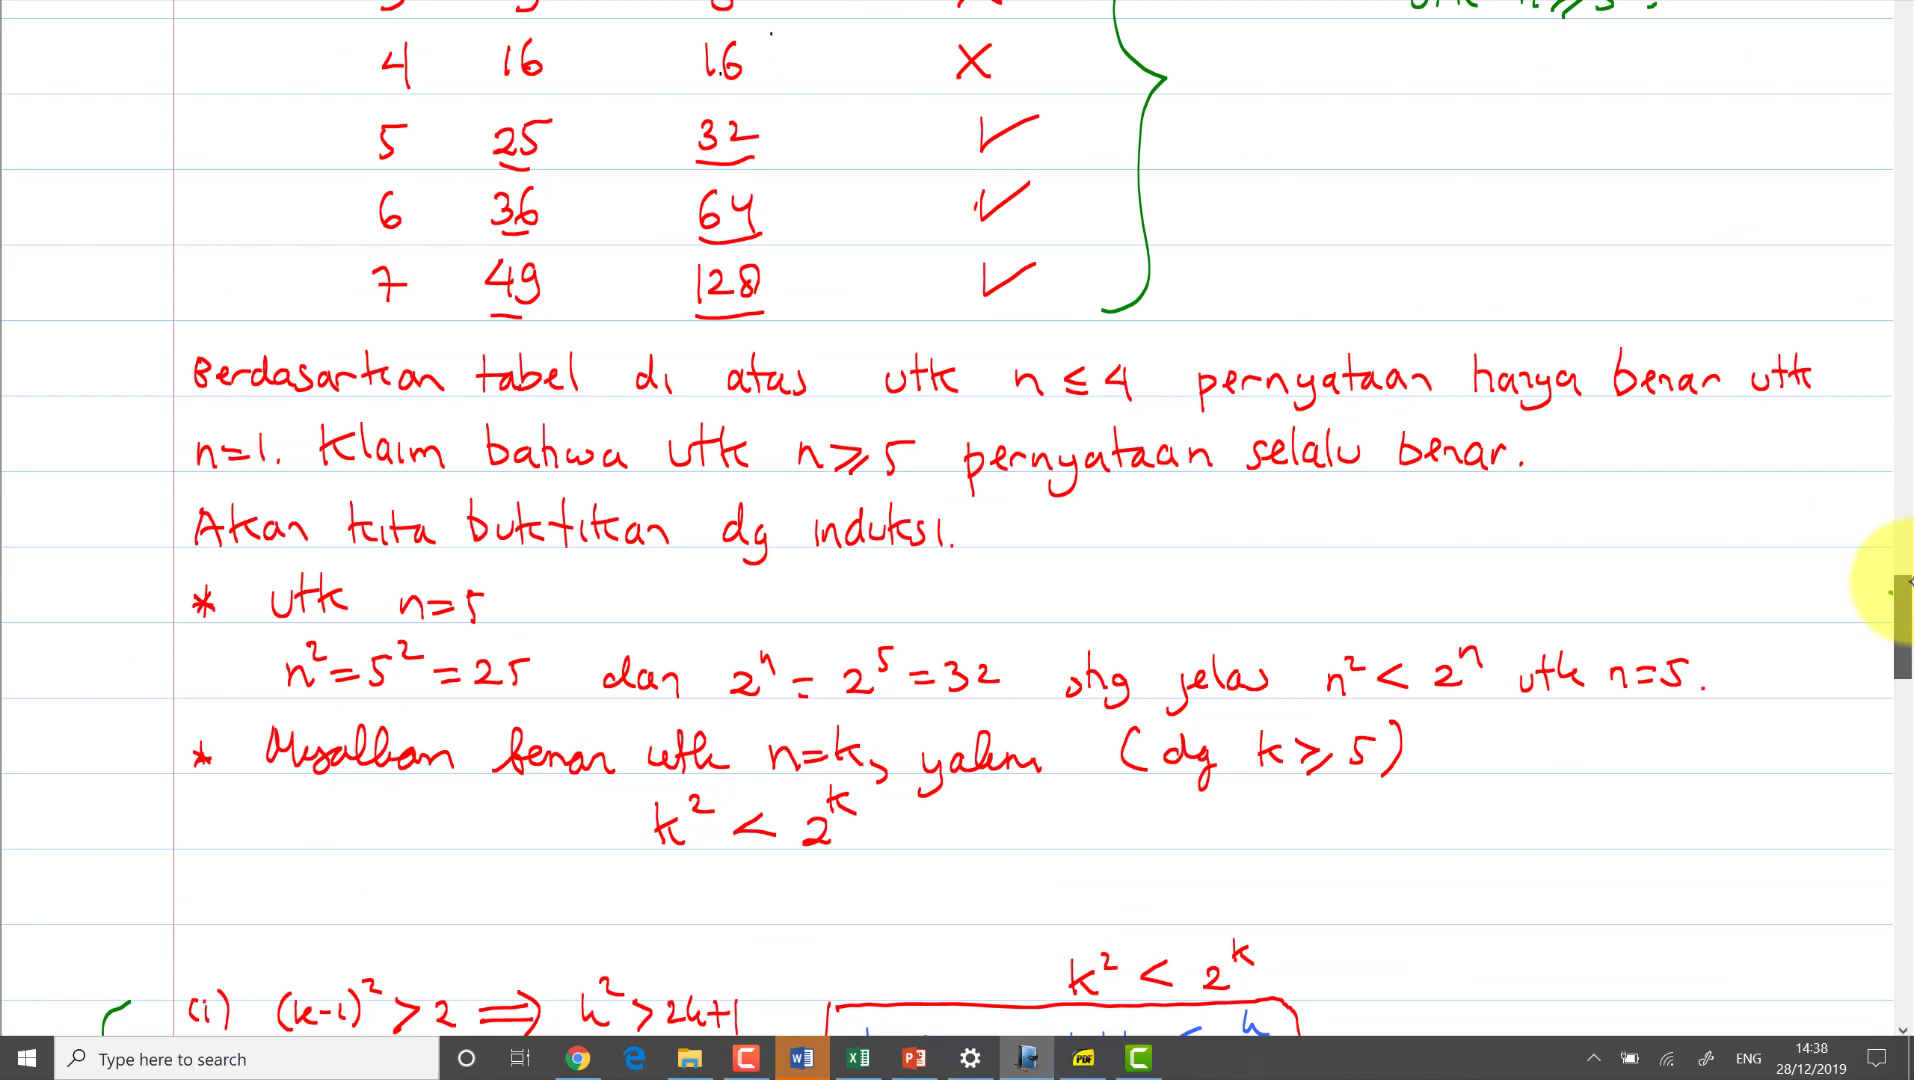 4 16 16 X
5 25 32 ✓
6 36 64 ✓
7 49 128 ✓
Berdasarkan tabel di atas utk n ≤ 4 pernyataan hanya benar utk
n=1. Klaim bahwa utk n ≥ 5 pernyataan selalu benar.
Akan kita buktikan dg induksi.
* utk n=5
n² = 5² = 25 dan 2ⁿ = 2⁵ = 32 shg jelas n² < 2ⁿ utk n=5.
* Misalkan benar utk n=k, yakni (dg k ≥ 5)
k² < 2ᵏ
k² < 2ᵏ
(i) (k-1)² > 2 ⟹ k² > 2k+1
Type here to search
ENG
14:38
28/12/2019